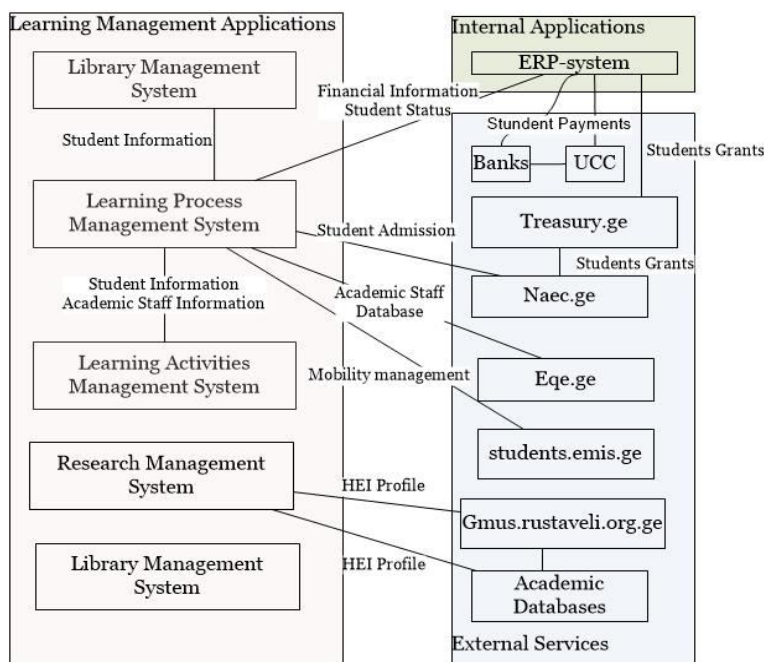 Learning Management Applications
Library Management
System
Student Information
Learning Process
Management System
Student Information
Academic Staff Information
Learning Activities
Management System
Research Management
System
Library Management
System
Financial Information
Student Status
Student Admission
Academic Staff
Database
Mobility management
HEI Profile
HEI Profile
Internal Applications
ERP-system
Stundent Payments
Banks
UCC
Students Grants
Treasury.ge
Students Grants
Naec.ge
Eqe.ge
students.emis.ge
Gmus.rustaveli.org.ge
Academic
Databases
External Services